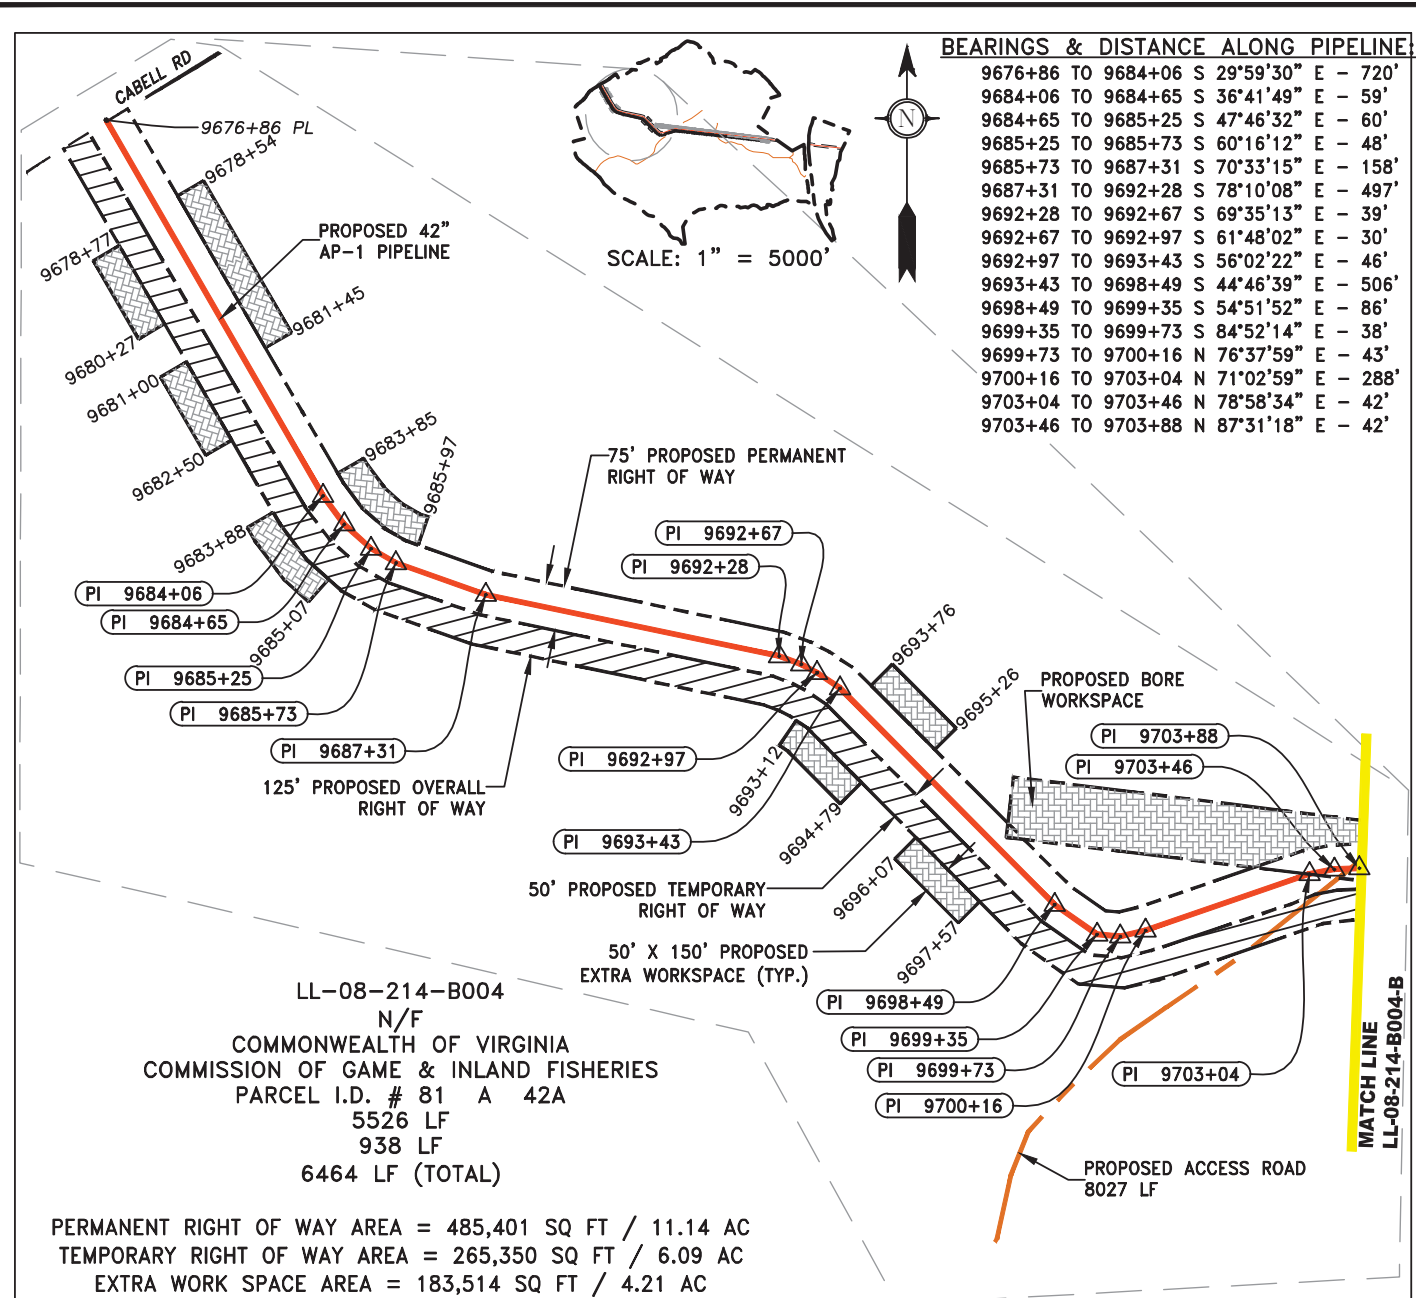 BEARINGS & DISTANCE ALONG PIPELINE:
9676+86 TO 9684+06 S 29°59'30" E - 720'
9684+06 TO 9684+65 S 36°41'49" E - 59'
9684+65 TO 9685+25 S 47°46'32" E - 60'
9685+25 TO 9685+73 S 60°16'12" E - 48'
9685+73 TO 9687+31 S 70°33'15" E - 158'
9687+31 TO 9692+28 S 78°10'08" E - 497'
9692+28 TO 9692+67 S 69°35'13" E - 39'
9692+67 TO 9692+97 S 61°48'02" E - 30'
9692+97 TO 9693+43 S 56°02'22" E - 46'
9693+43 TO 9698+49 S 44°46'39" E - 506'
9698+49 TO 9699+35 S 54°51'52" E - 86'
9699+35 TO 9699+73 S 84°52'14" E - 38'
9699+73 TO 9700+16 N 76°37'59" E - 43'
9700+16 TO 9703+04 N 71°02'59" E - 288'
9703+04 TO 9703+46 N 78°58'34" E - 42'
9703+46 TO 9703+88 N 87°31'18" E - 42'
N
SCALE: 1" = 5000'
CABELL RD
9676+86 PL
9678+54
PROPOSED 42"
AP-1 PIPELINE
9678+77
9681+45
9680+27
9681+00
9682+50
9683+85
9685+97
9683+88
9685+07
75' PROPOSED PERMANENT
RIGHT OF WAY
PI 9692+67
PI 9692+28
PI 9684+06
PI 9684+65
PI 9685+25
PI 9685+73
PI 9687+31
125' PROPOSED OVERALL
RIGHT OF WAY
9693+76
9695+26
PROPOSED BORE
WORKSPACE
PI 9703+88
PI 9703+46
PI 9692+97
9693+12
PI 9693+43
9694+79
9696+07
50' PROPOSED TEMPORARY
RIGHT OF WAY
50' X 150' PROPOSED
EXTRA WORKSPACE (TYP.)
9697+57
PI 9698+49
PI 9699+35
PI 9699+73
PI 9700+16
PI 9703+04
MATCH LINE
LL-08-214-B004-B
PROPOSED ACCESS ROAD
8027 LF
LL-08-214-B004
N/F
COMMONWEALTH OF VIRGINIA
COMMISSION OF GAME & INLAND FISHERIES
PARCEL I.D. # 81 A 42A
5526 LF
938 LF
6464 LF (TOTAL)
PERMANENT RIGHT OF WAY AREA = 485,401 SQ FT / 11.14 AC
TEMPORARY RIGHT OF WAY AREA = 265,350 SQ FT / 6.09 AC
EXTRA WORK SPACE AREA = 183,514 SQ FT / 4.21 AC